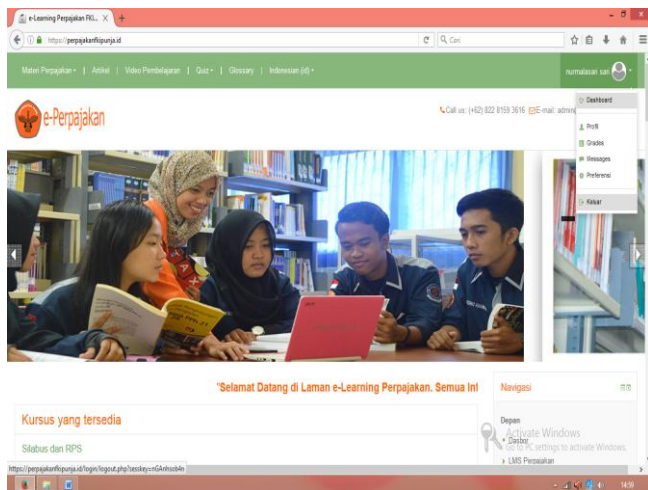 e-Learning Perpajakan FKI...
https://perpajakanfkipunja.id
Cari
Materi Perpajakan | Artikel | Video Pembelajaran | Quiz | Glossary | Indonesian (id)
nurmalasari sari
e-Perpajakan
Call us: (+62) 822 8159 3616 E-mail: admin
Dashboard
Profil
Grades
Messages
Preferensi
Keluar
acer
"Selamat Datang di Laman e-Learning Perpajakan. Semua Inf
Navigasi
Kursus yang tersedia
Depan
Activate Windows
Dasbor
Go to PC settings to activate Windows.
Silabus dan RPS
LMS Perpajakan
https://perpajakanfkipunja.id/login/logout.php?sesskey=nGAnhscb4n
14:59